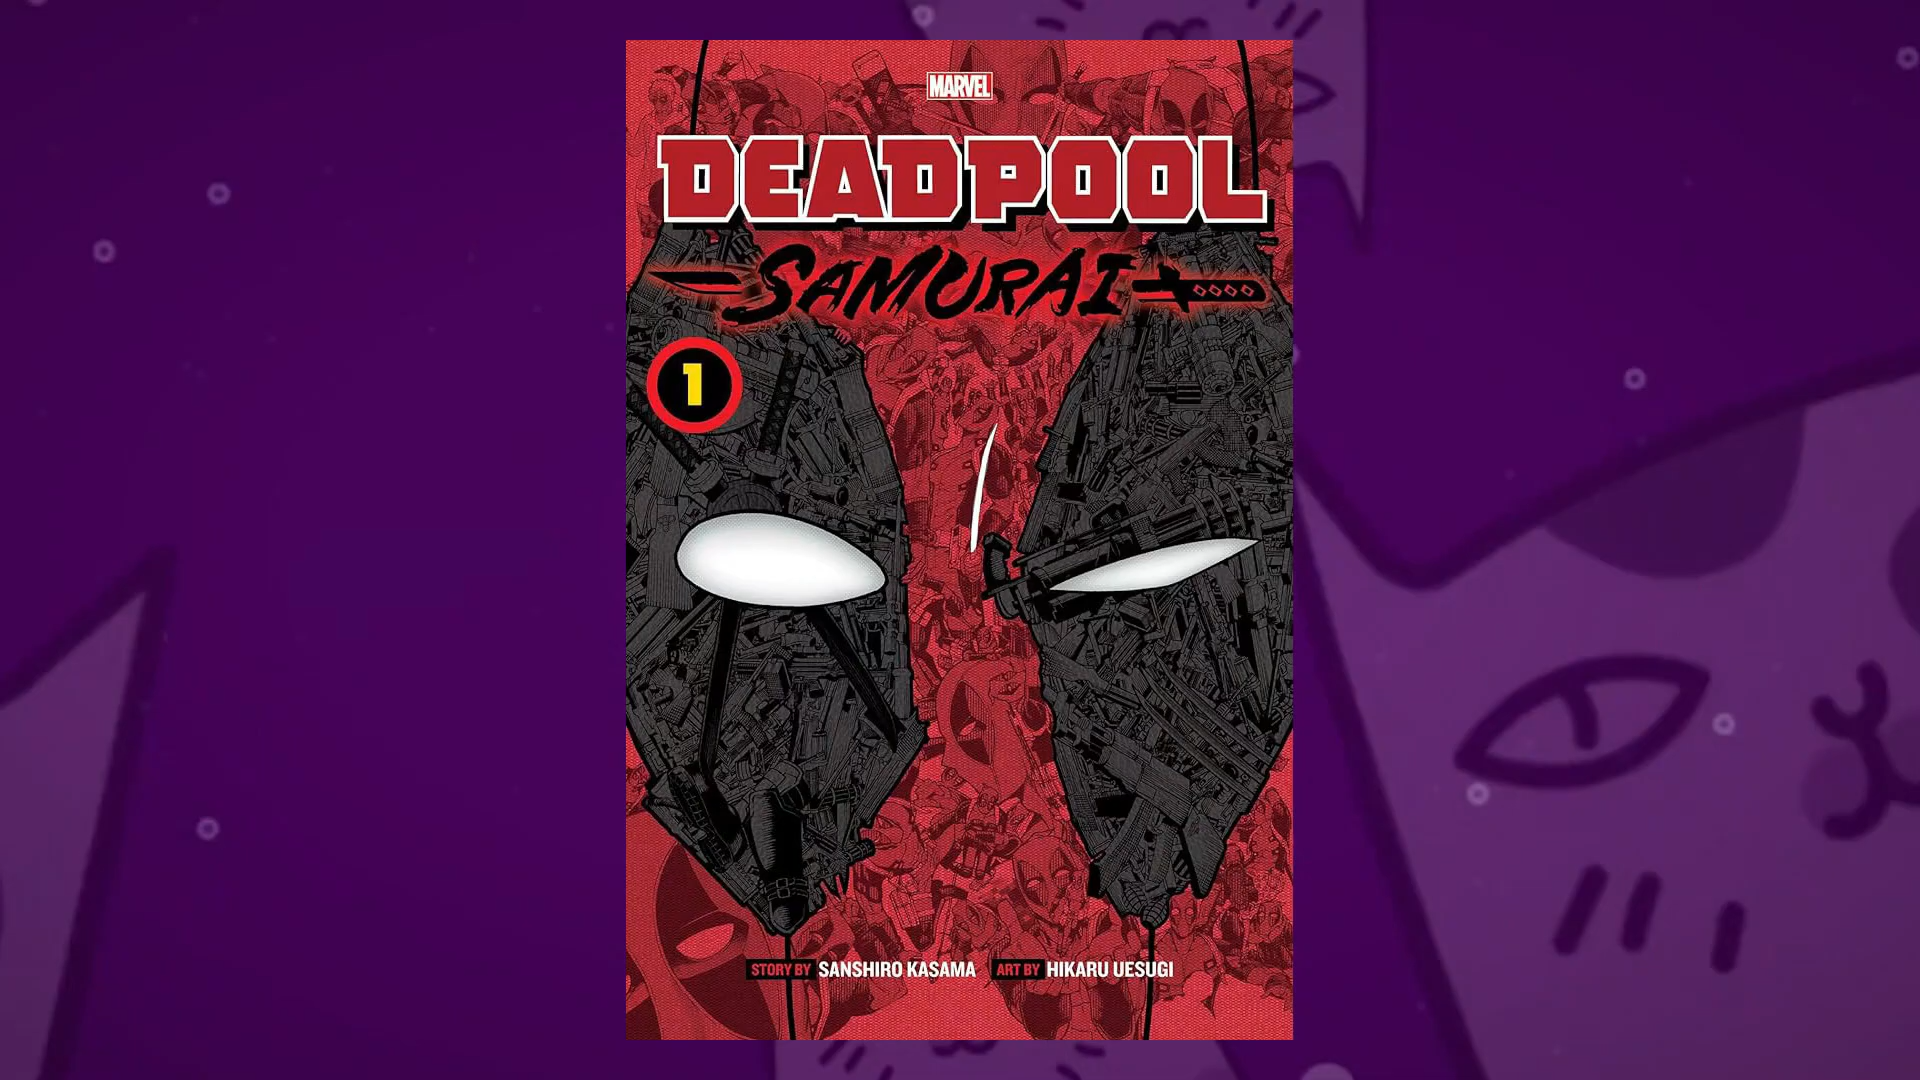 MARVEL
DEADPOOL
SAMURAI
1
STORY BY SANSHIRO KASAMA ART BY HIKARU UESUGI